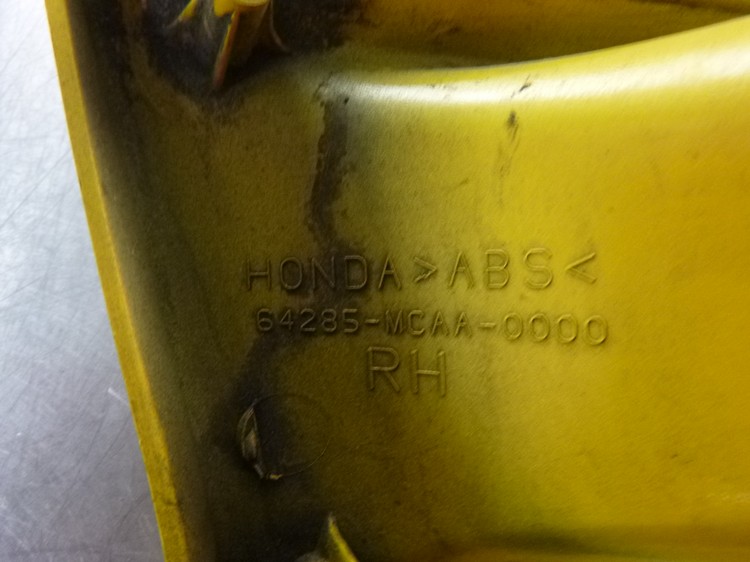 HONDA >ABS<
64285-MCAA-0000
RH